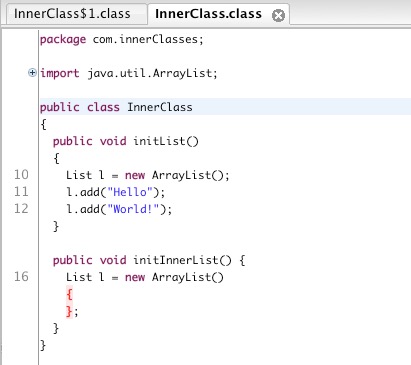 InnerClass$1.class InnerClass.class
package com.innerClasses;
import java.util.ArrayList;
public class InnerClass
{
public void initList()
{
10 List l = new ArrayList();
11 l.add("Hello");
12 l.add("World!");
}
public void initInnerList() {
16 List l = new ArrayList()
{
};
}
}